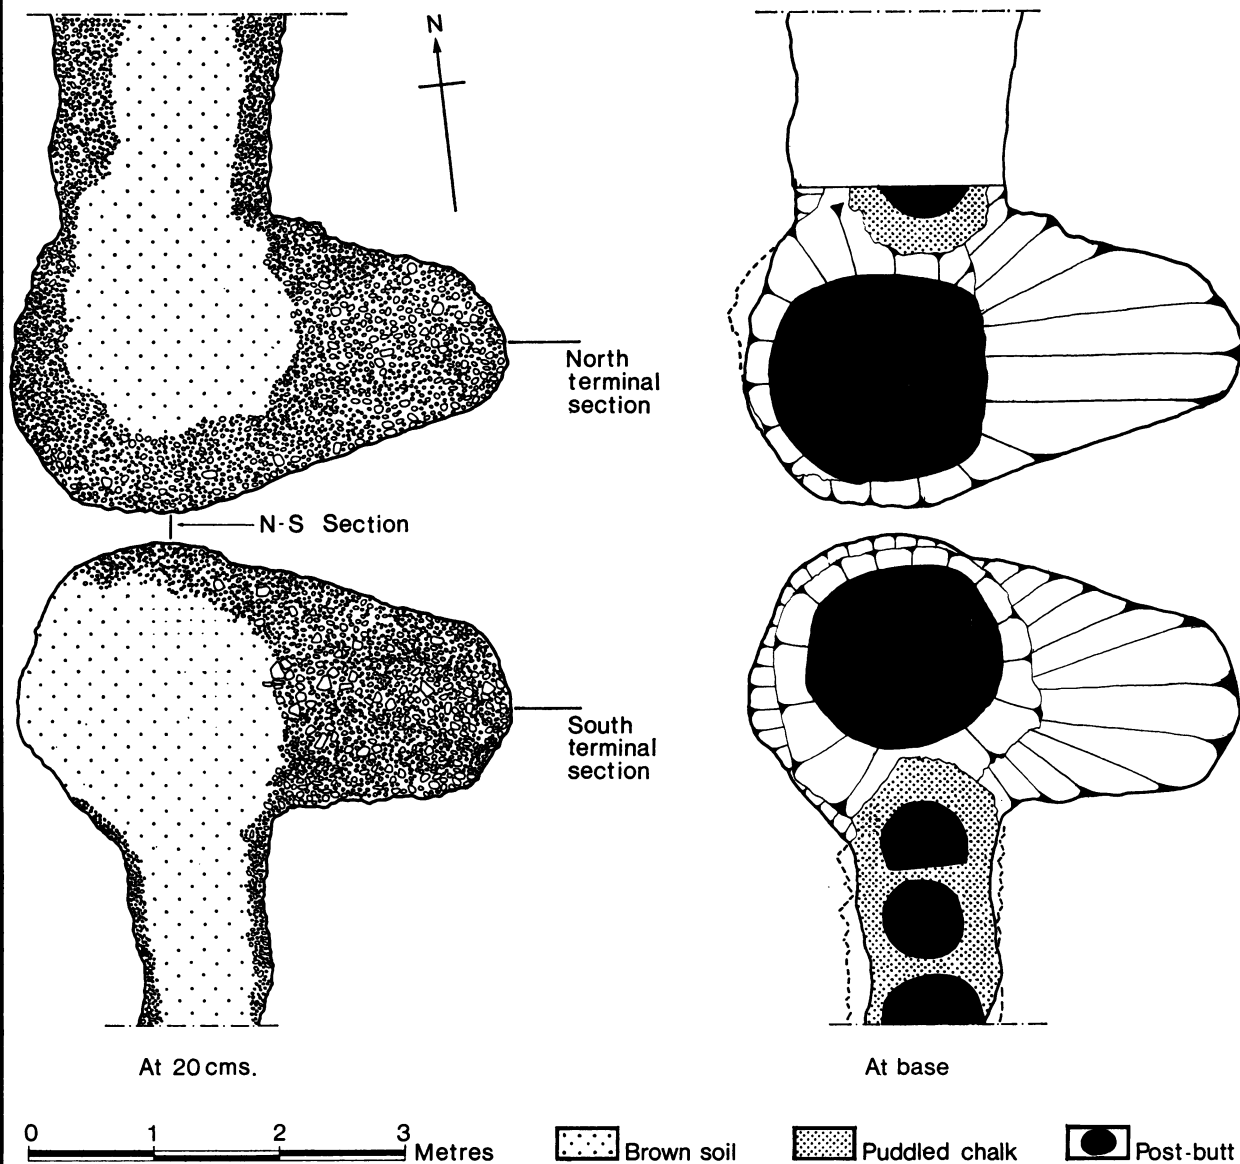 N
North
terminal
section
N-S Section
South
terminal
section
At 20 cms.
At base
0 1 2 3 Metres
Brown soil
Puddled chalk
Post-butt